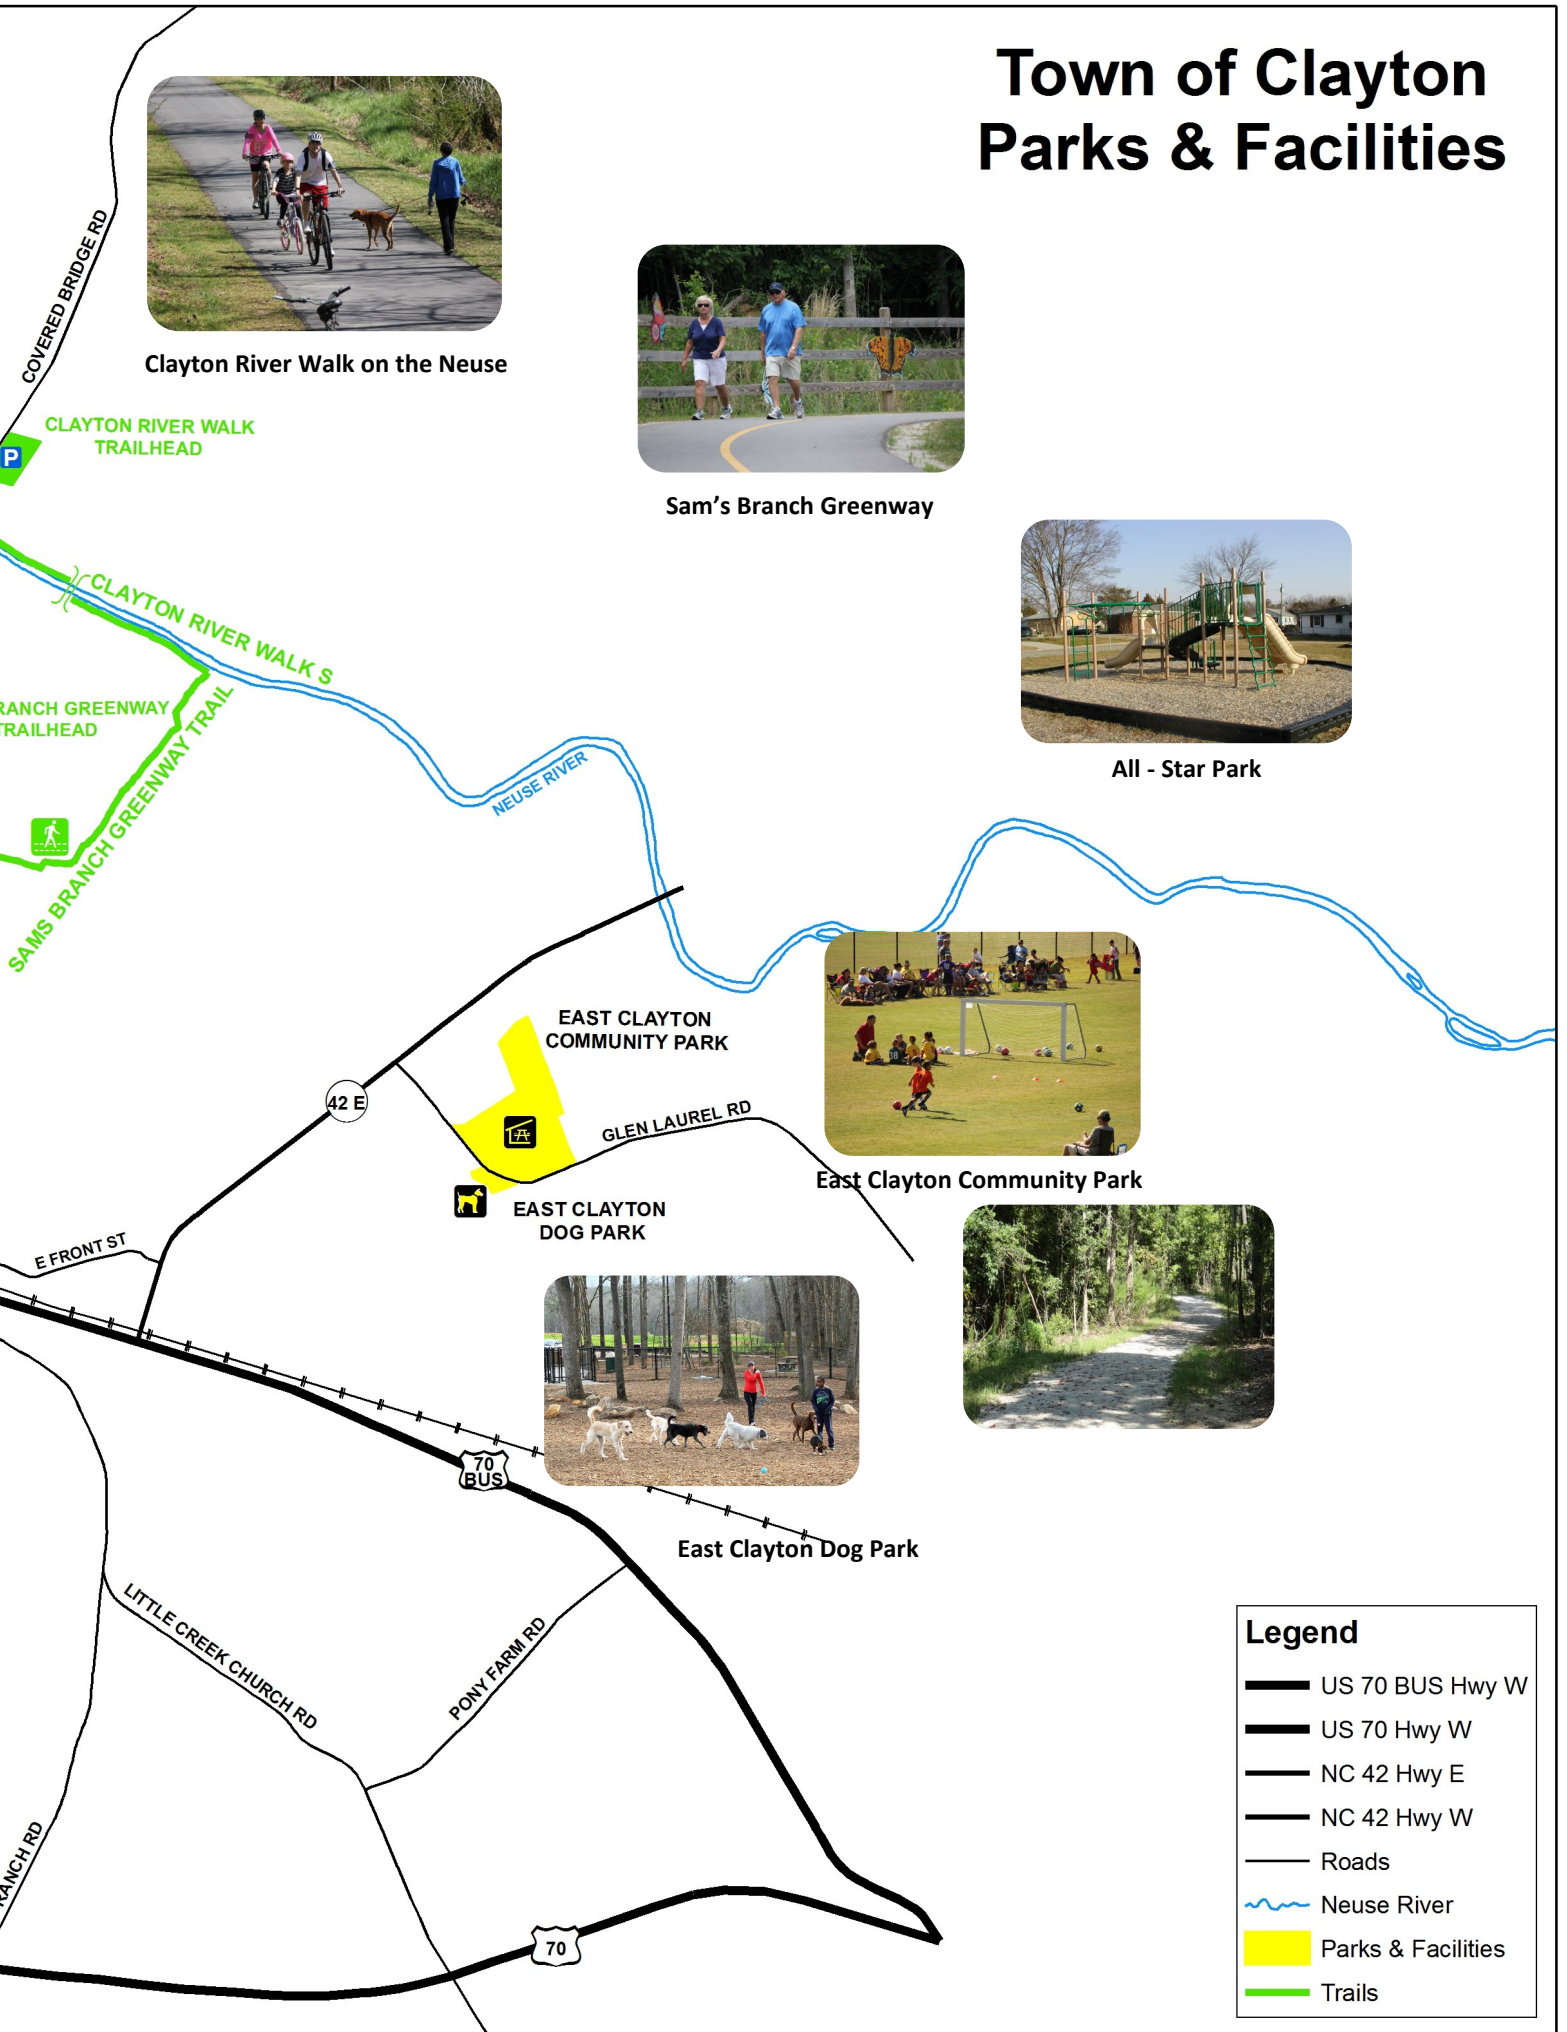 Town of Clayton
Parks & Facilities
COVERED BRIDGE RD
Clayton River Walk on the Neuse
CLAYTON RIVER WALK
TRAILHEAD
P
Sam's Branch Greenway
CLAYTON RIVER WALK S
RANCH GREENWAY
TRAILHEAD
SAMS BRANCH GREENWAY TRAIL
All - Star Park
NEUSE RIVER
EAST CLAYTON
COMMUNITY PARK
42 E
GLEN LAUREL RD
East Clayton Community Park
EAST CLAYTON
DOG PARK
E FRONT ST
70
BUS
East Clayton Dog Park
LITTLE CREEK CHURCH RD
PONY FARM RD
RANCH RD
70
Legend
US 70 BUS Hwy W
US 70 Hwy W
NC 42 Hwy E
NC 42 Hwy W
Roads
Neuse River
Parks & Facilities
Trails